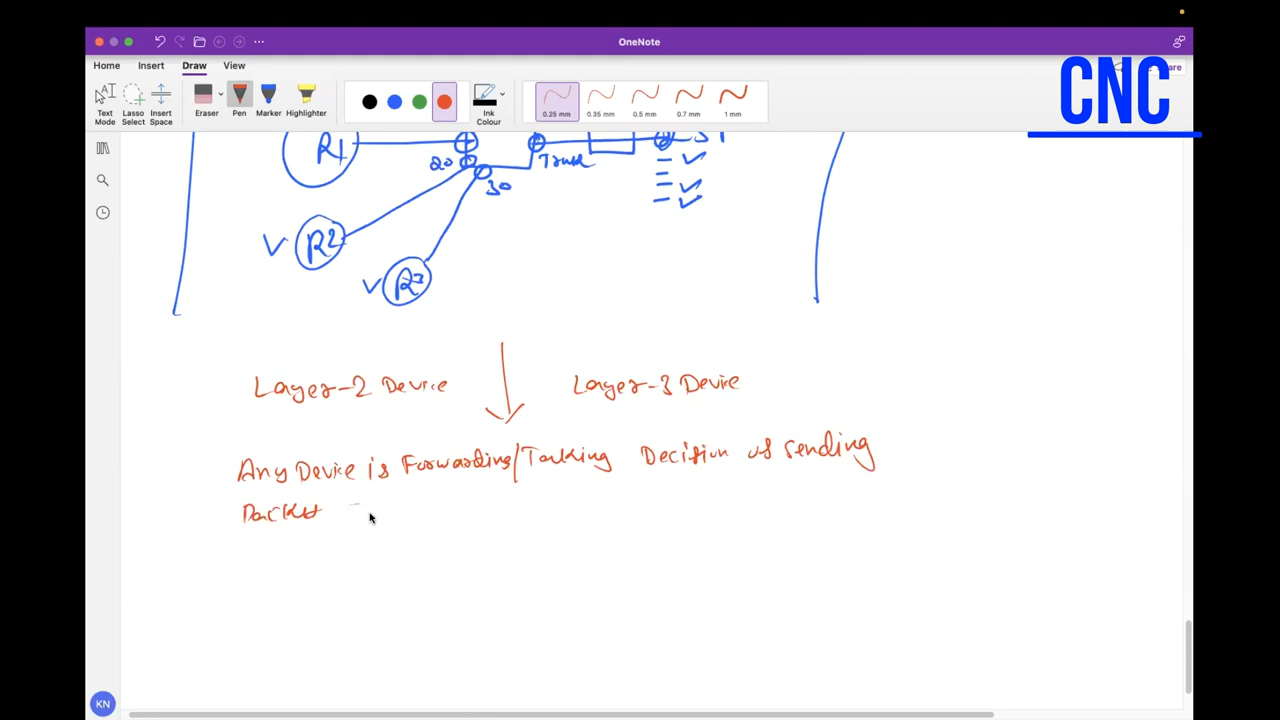 OneNote
Home Insert Draw View
Share
CNC
Text Mode
Lasso Select
Insert Space
Eraser
Pen
Marker
Highlighter
0.25 mm
0.35 mm
0.5 mm
0.7 mm
1 mm
Ink Colour
R1
20
30
Trunk
R2
R3
Layer-2 Device
Layer-3 Device
Any Device is Forwarding/Taking Decision of sending
Packet
KN